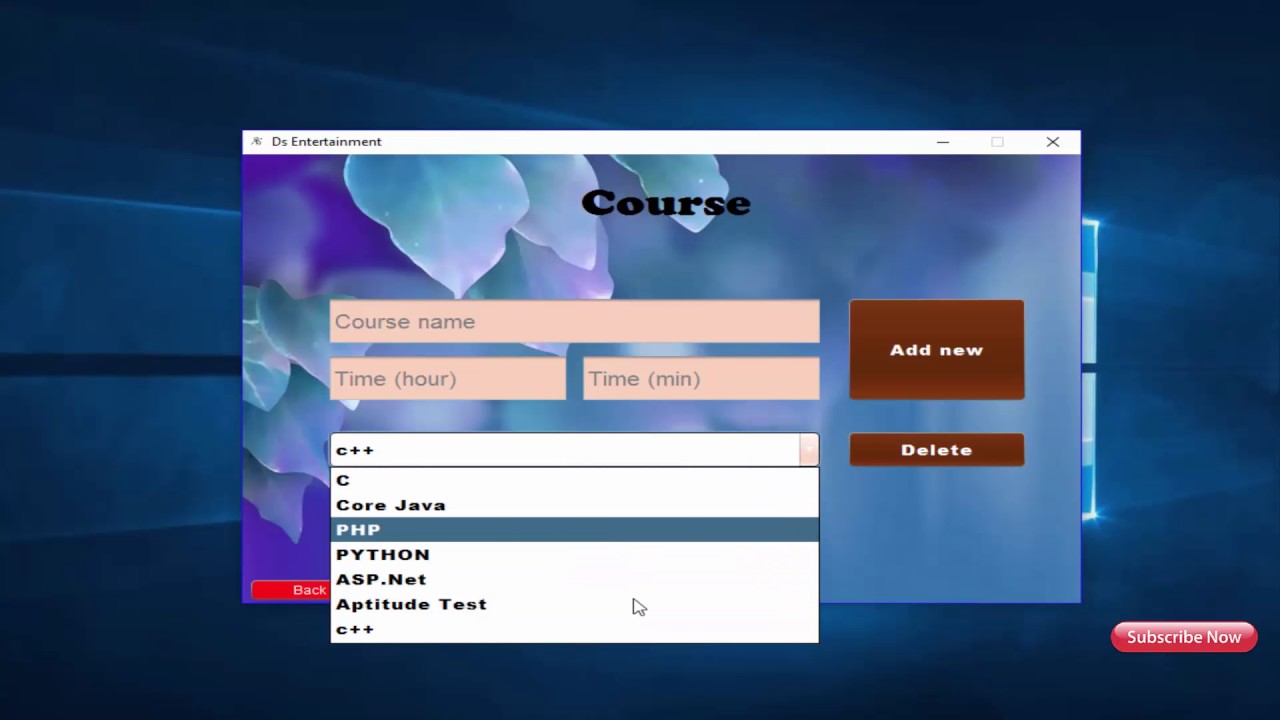 Ds Entertainment
Course
Course name
Add new
Time (hour)
Time (min)
c++
Delete
C
Core Java
PHP
PYTHON
ASP.Net
Back
Aptitude Test
c++
Subscribe Now